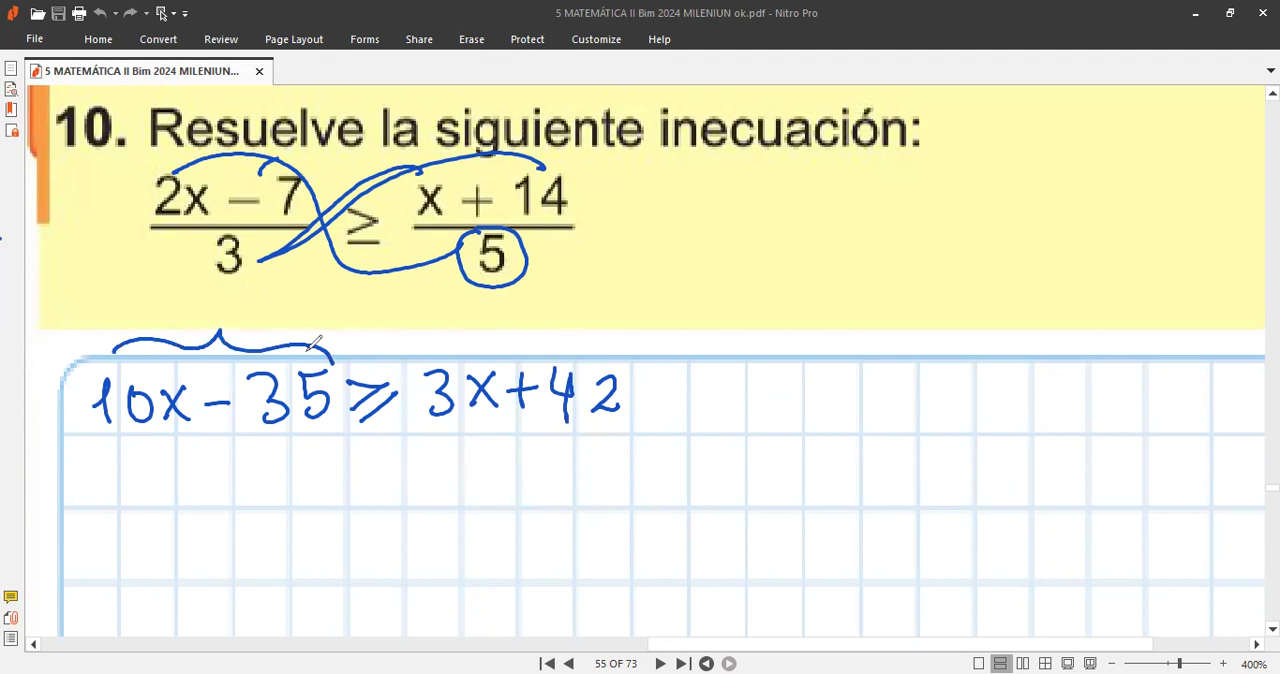 5 MATEMÁTICA II Bim 2024 MILENIUN ok.pdf - Nitro Pro
File Home Convert Review Page Layout Forms Share Erase Protect Customize Help
5 MATEMÁTICA II Bim 2024 MILENIUN...
10. Resuelve la siguiente inecuación:
2x – 7 ≥ x + 14
3 5
10x - 35 ≥ 3x+42
55 OF 73
400%